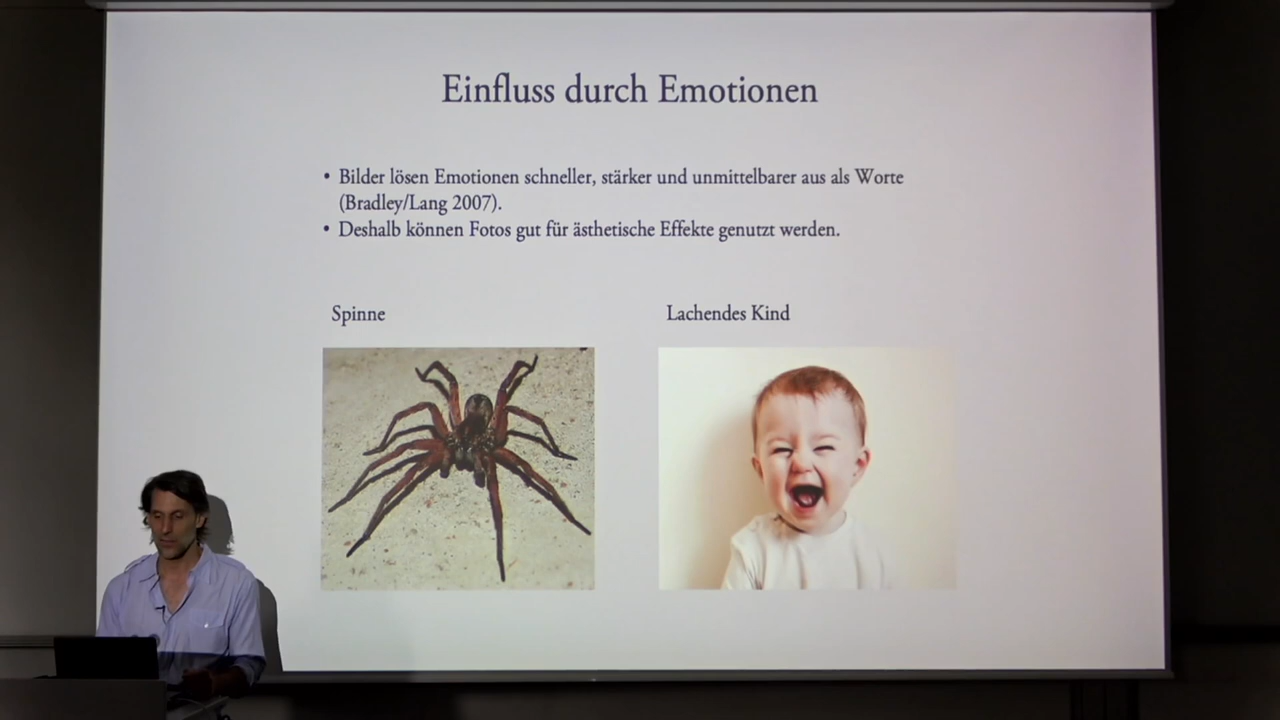 Einfluss durch Emotionen
• Bilder lösen Emotionen schneller, stärker und unmittelbarer aus als Worte
(Bradley/Lang 2007).
• Deshalb können Fotos gut für ästhetische Effekte genutzt werden.
Spinne
Lachendes Kind